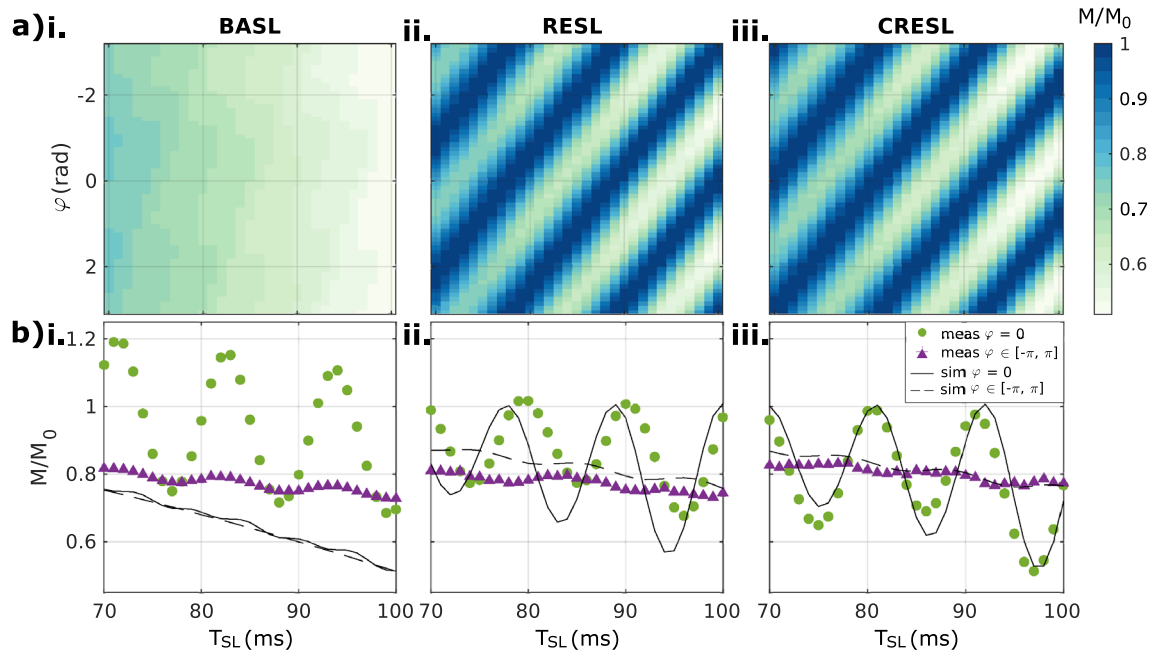 a)i. BASL ii. RESL iii. CRESL M/M0
-2
0
2
φ (rad)
1
0.9
0.8
0.7
0.6
b)i. ii. iii.
1.2
1
0.8
0.6
M/M0
meas φ = 0
meas φ ∈ [-π, π]
sim φ = 0
sim φ ∈ [-π, π]
70 80 90 100 70 80 90 100 70 80 90 100
TSL (ms) TSL (ms) TSL (ms)